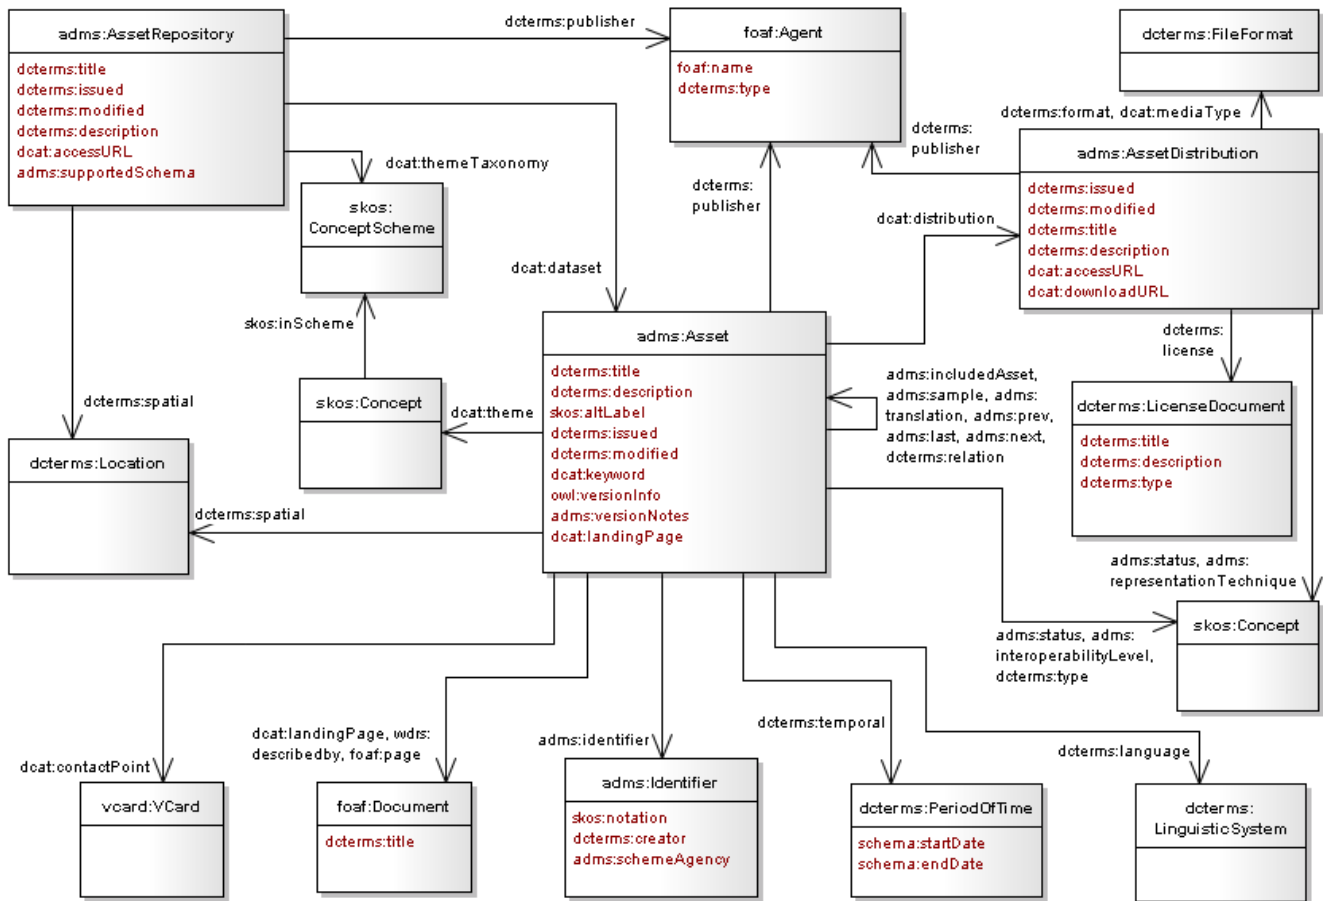 adms:AssetRepository
dcterms:title
dcterms:issued
dcterms:modified
dcterms:description
dcat:accessURL
adms:supportedSchema
dcterms:publisher
foaf:Agent
foaf:name
dcterms:type
dcterms:FileFormat
dcterms:format, dcat:mediaType
dcterms:
publisher
adms:AssetDistribution
dcterms:issued
dcterms:modified
dcterms:title
dcterms:description
dcat:accessURL
dcat:downloadURL
dcat:themeTaxonomy
skos:
ConceptScheme
dcterms:
publisher
dcat:distribution
dcat:dataset
skos:inScheme
adms:Asset
dcterms:title
dcterms:description
skos:altLabel
dcterms:issued
dcterms:modified
dcat:keyword
owl:versionInfo
adms:versionNotes
dcat:landingPage
dcterms:
license
adms:includedAsset,
adms:sample, adms:
translation, adms:prev,
adms:last, adms:next,
dcterms:relation
dcterms:LicenseDocument
dcterms:title
dcterms:description
dcterms:type
skos:Concept
dcat:theme
dcterms:spatial
dcterms:Location
dcterms:spatial
adms:status, adms:
representationTechnique
skos:Concept
adms:status, adms:
interoperabilityLevel,
dcterms:type
dcat:contactPoint
dcat:landingPage, wdrs:
describedby, foaf:page
adms:identifier
dcterms:temporal
dcterms:language
vcard:VCard
foaf:Document
dcterms:title
adms:Identifier
skos:notation
dcterms:creator
adms:schemeAgency
dcterms:PeriodOfTime
schema:startDate
schema:endDate
dcterms:
LinguisticSystem